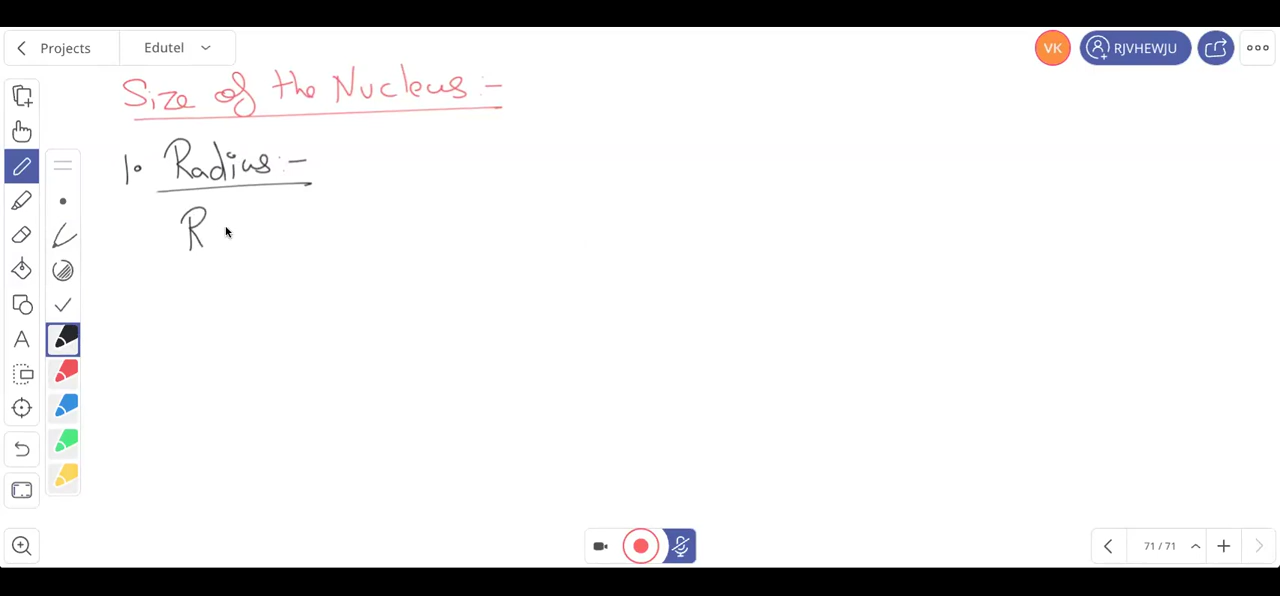 Projects
Edutel
VK
RJVHEWJU
Size of the Nucleus :-
1. Radius :-
R
A
71 / 71